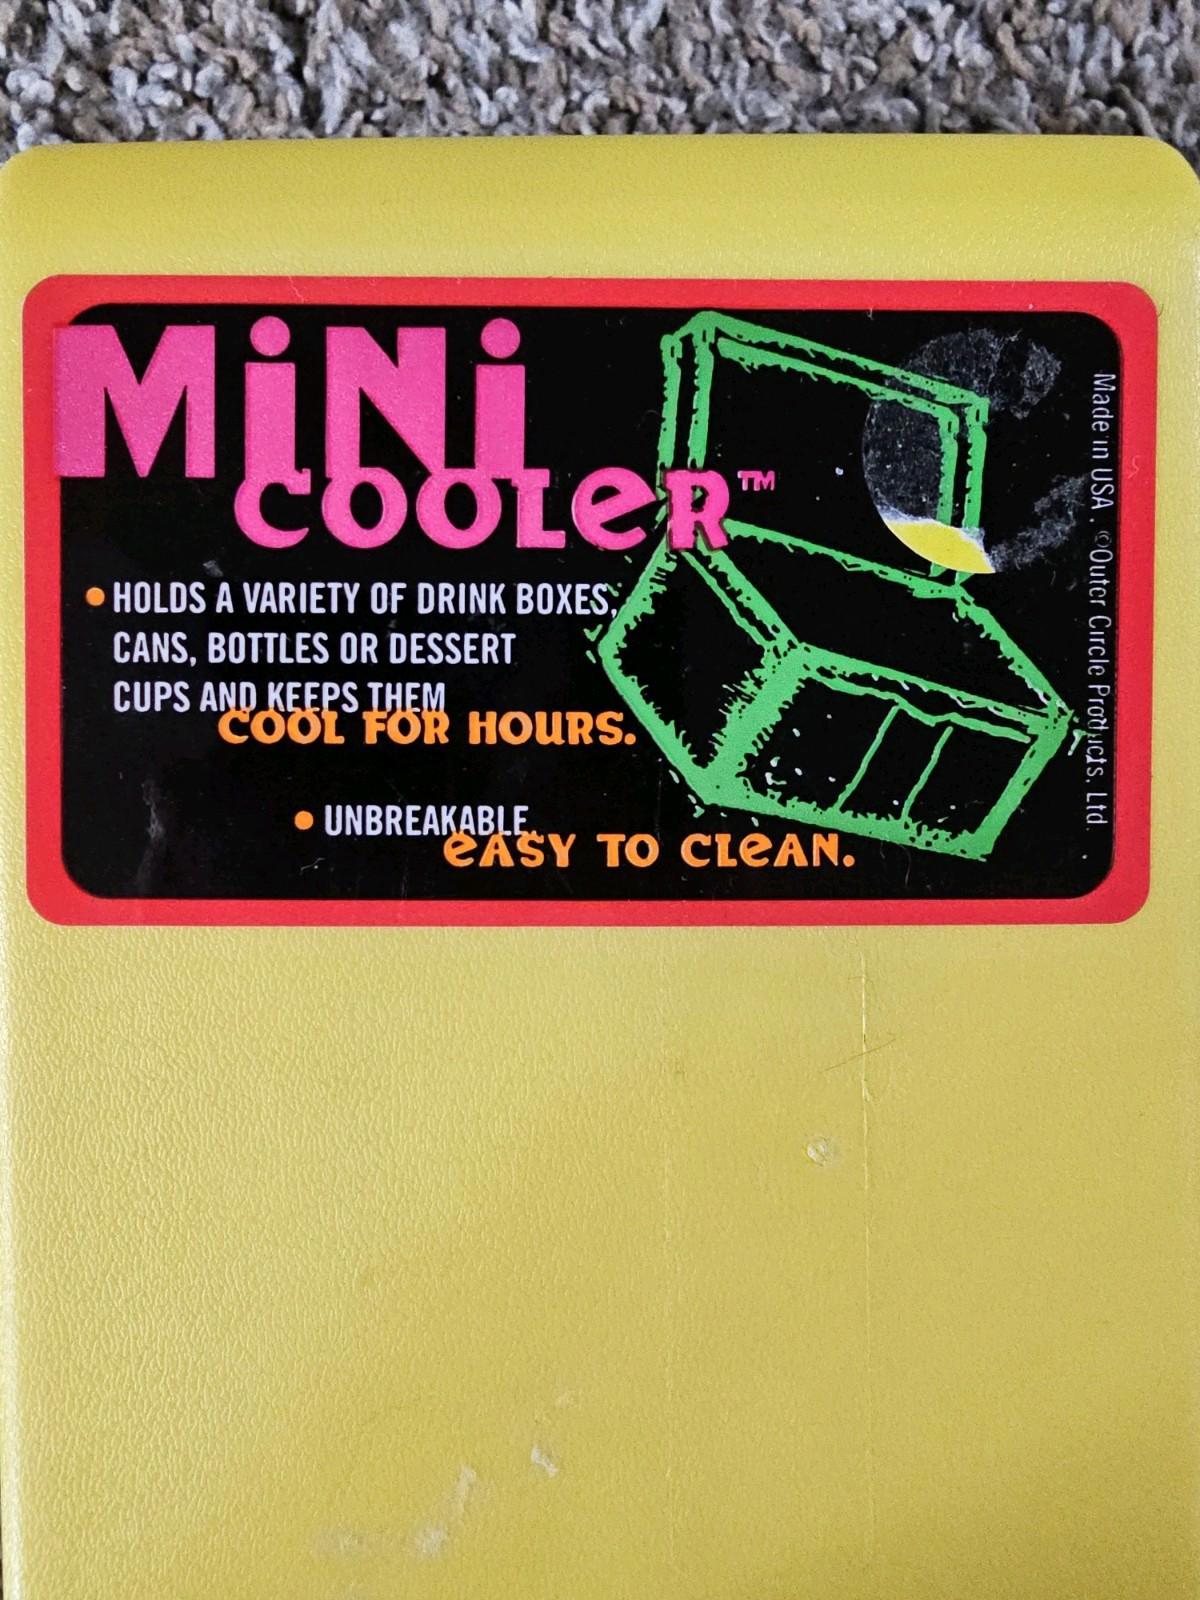 MiNi
COOLeR™
• HOLDS A VARIETY OF DRINK BOXES,
CANS, BOTTLES OR DESSERT
CUPS AND KEEPS THEM
COOL FOR HOURS.
• UNBREAKABLE
eASY TO CLeAN.
Made in USA. ©Outer Circle Products, Ltd.